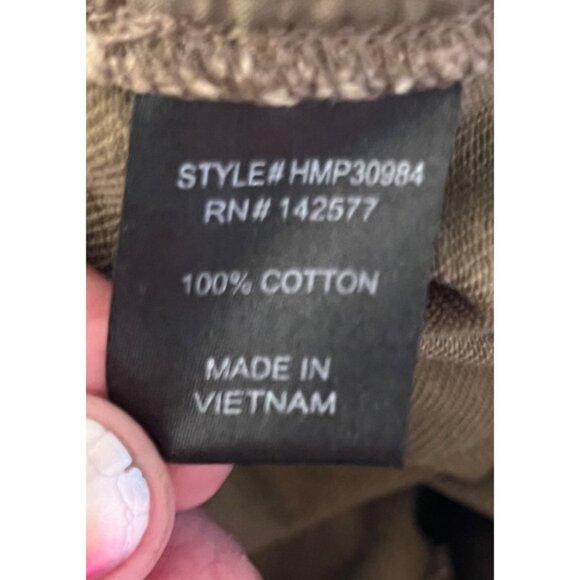 STYLE# HMP30984
RN# 142577
100% COTTON
MADE IN
VIETNAM